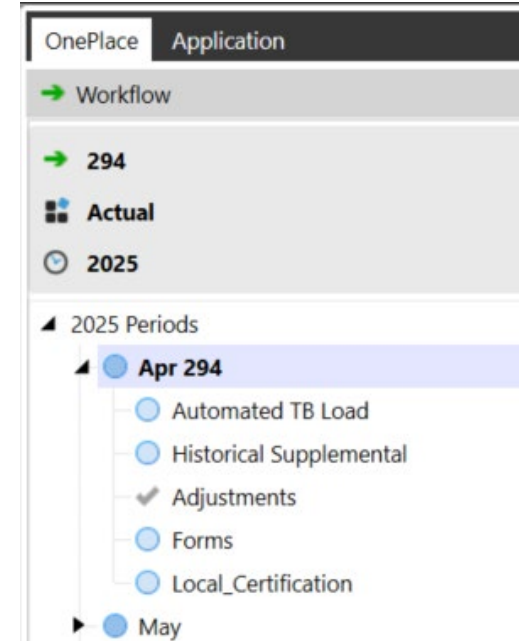 OnePlace Application
Workflow
294
Actual
2025
2025 Periods
Apr 294
Automated TB Load
Historical Supplemental
Adjustments
Forms
Local_Certification
May